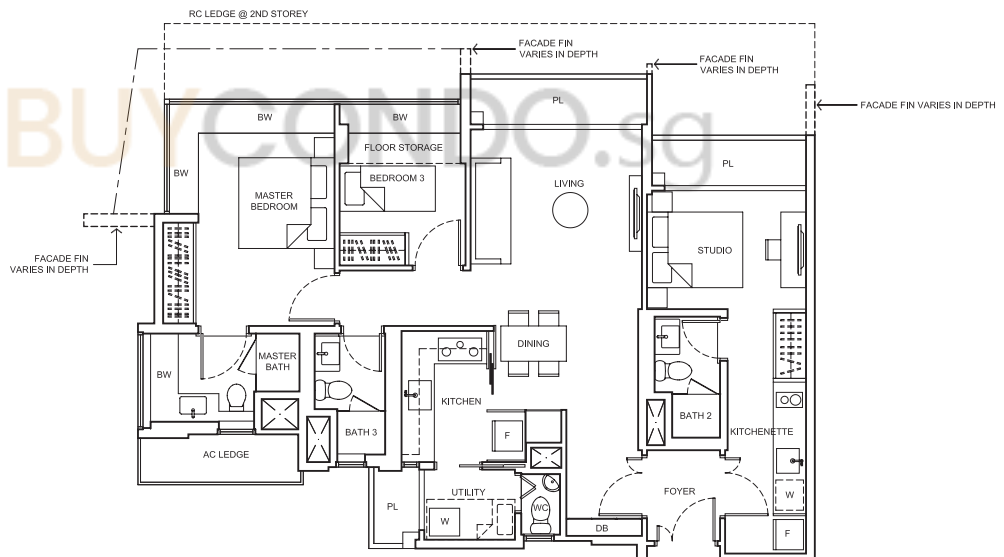 RC LEDGE @ 2ND STOREY
FACADE FIN
VARIES IN DEPTH
FACADE FIN
VARIES IN DEPTH
FACADE FIN VARIES IN DEPTH
BUYCONDO.sg
PL
BW
BW
FLOOR STORAGE
BW
BEDROOM 3
MASTER
BEDROOM
LIVING
PL
STUDIO
FACADE FIN
VARIES IN DEPTH
DINING
MASTER
BATH
BW
KITCHEN
BATH 3
BATH 2
KITCHENETTE
F
AC LEDGE
UTILITY
FOYER
W
WC
PL
W
DB
F